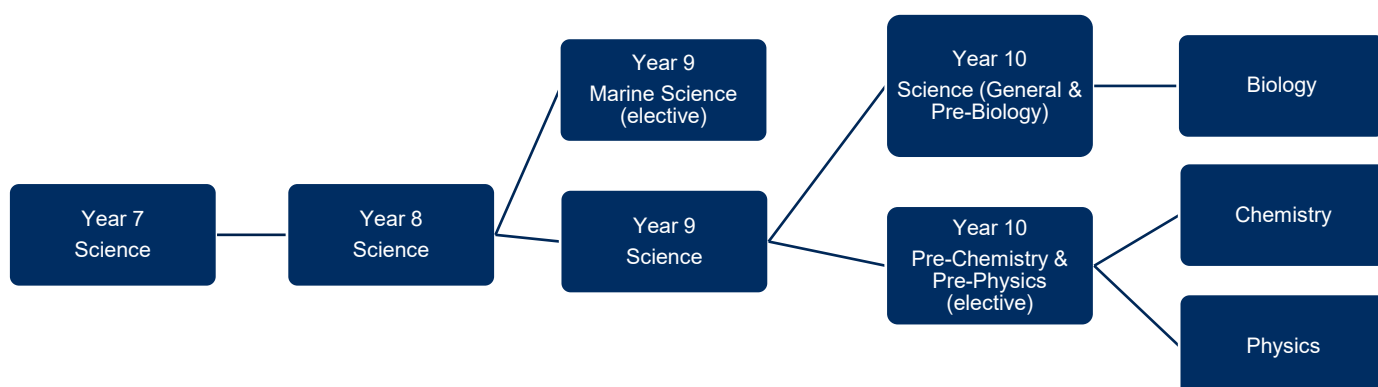 Year 7
Science
Year 8
Science
Year 9
Marine Science
(elective)
Year 9
Science
Year 10
Science (General &
Pre-Biology)
Year 10
Pre-Chemistry &
Pre-Physics
(elective)
Biology
Chemistry
Physics